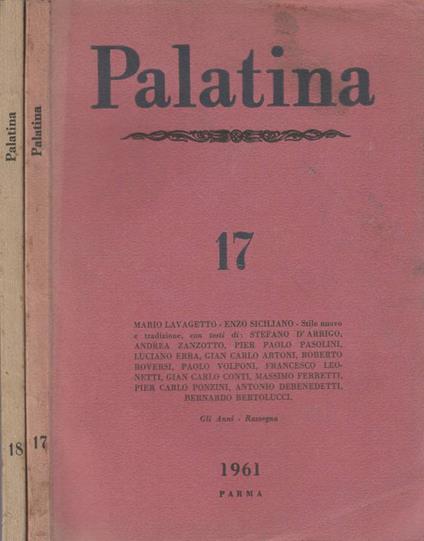 Palatina
18
Palatina
17
Palatina
17
MARIO LAVAGETTO - ENZO SICILIANO - Stile nuovo
e tradizione, con testi di: STEFANO D'ARRIGO,
ANDREA ZANZOTTO, PIER PAOLO PASOLINI,
LUCIANO ERBA, GIAN CARLO ARTONI, ROBERTO
ROVERSI, PAOLO VOLPONI, FRANCESCO LEO-
NETTI, GIAN CARLO CONTI, MASSIMO FERRETTI,
PIER CARLO PONZINI, ANTONIO DEBENEDETTI,
BERNARDO BERTOLUCCI.
Gli Anni - Rassegna
1961
PARMA